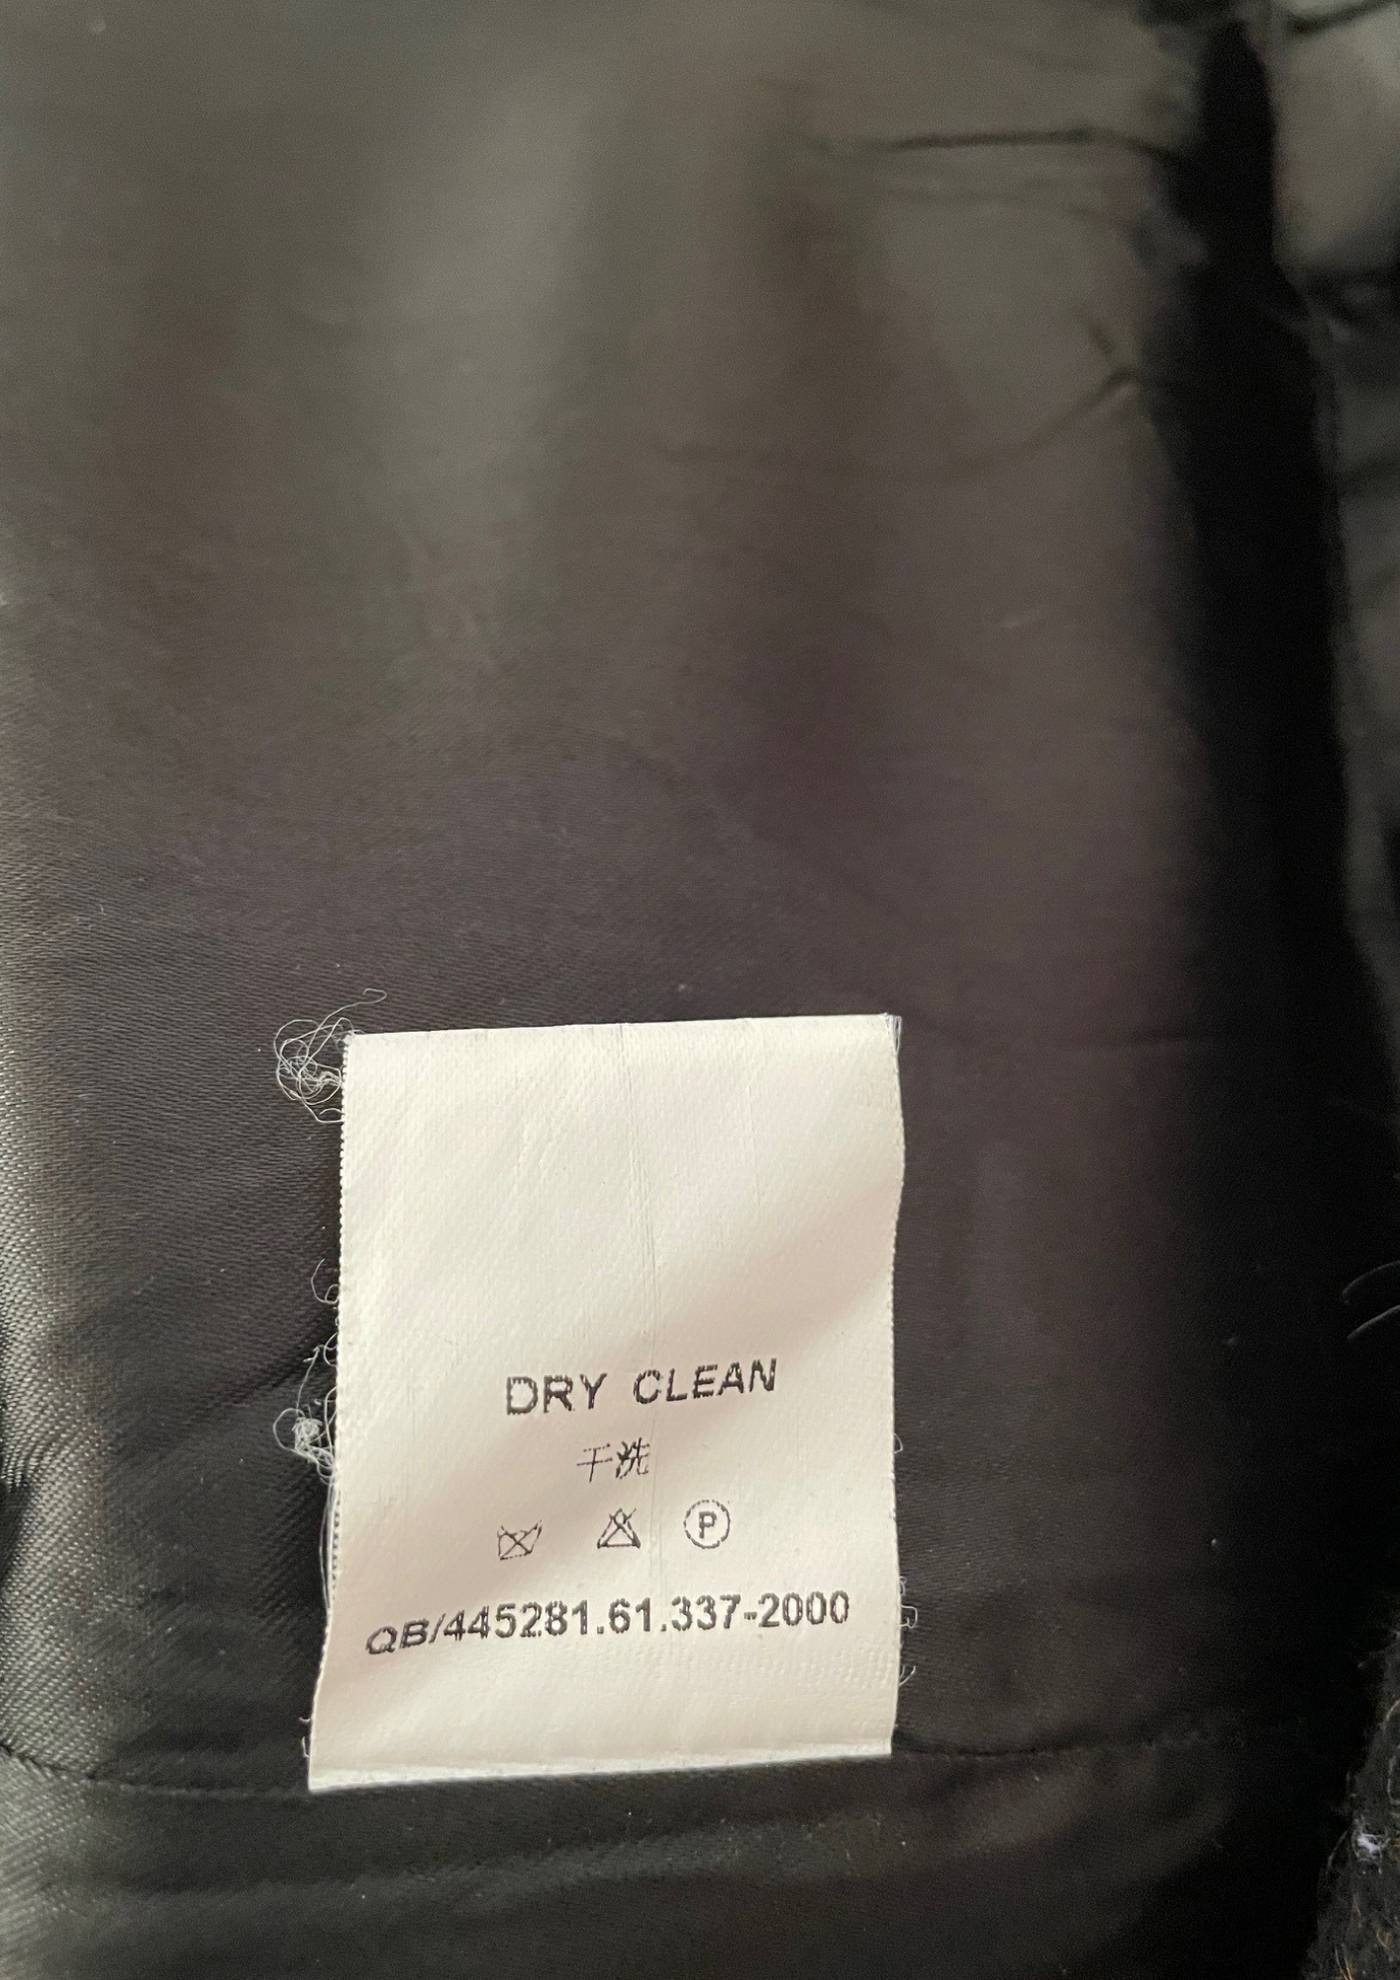 DRY CLEAN
干洗
P
QB/445281.61.337-2000